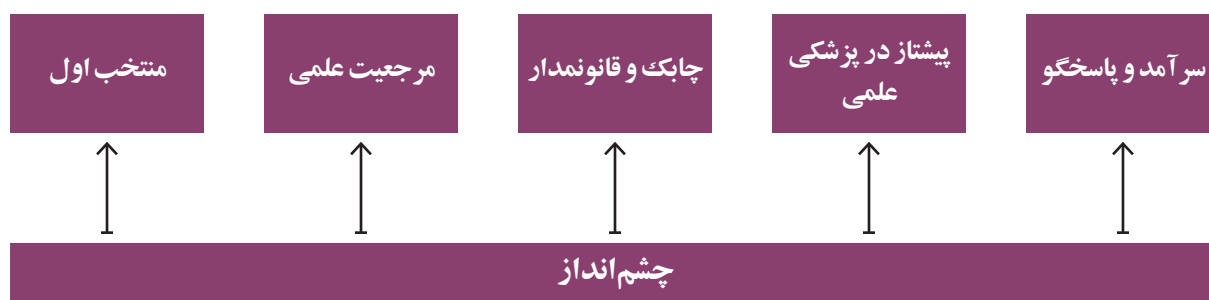 سرآمد و پاسخگو
پیشتاز در پزشکی
علمی
چابک و قانونمدار
مرجعیت علمی
منتخب اول
چشم‌انداز